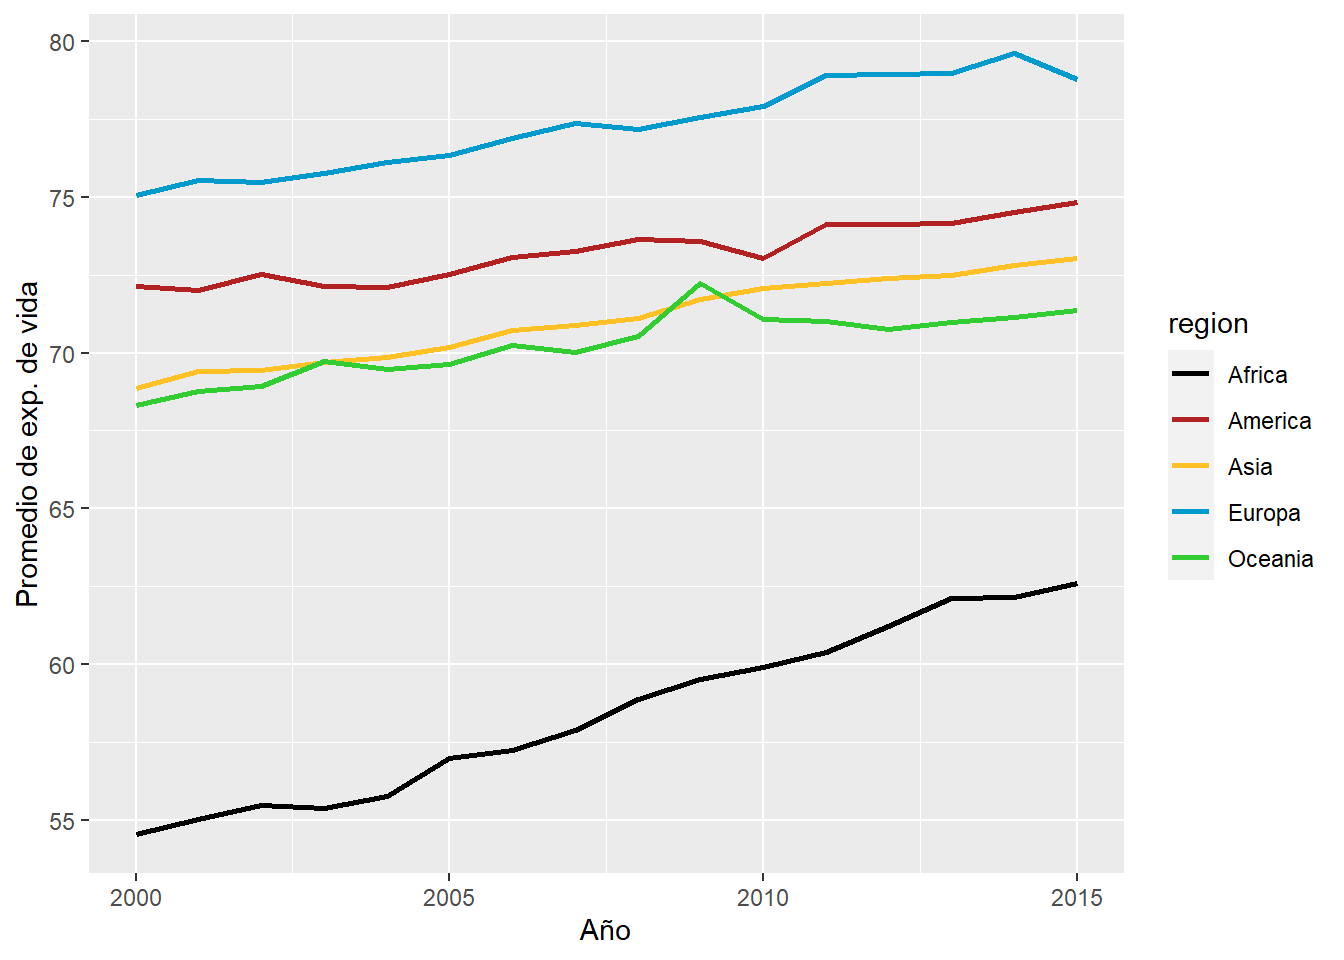 80
75
70
65
60
55
Promedio de exp. de vida
2000 2005 2010 2015
Año
region
Africa
America
Asia
Europa
Oceania